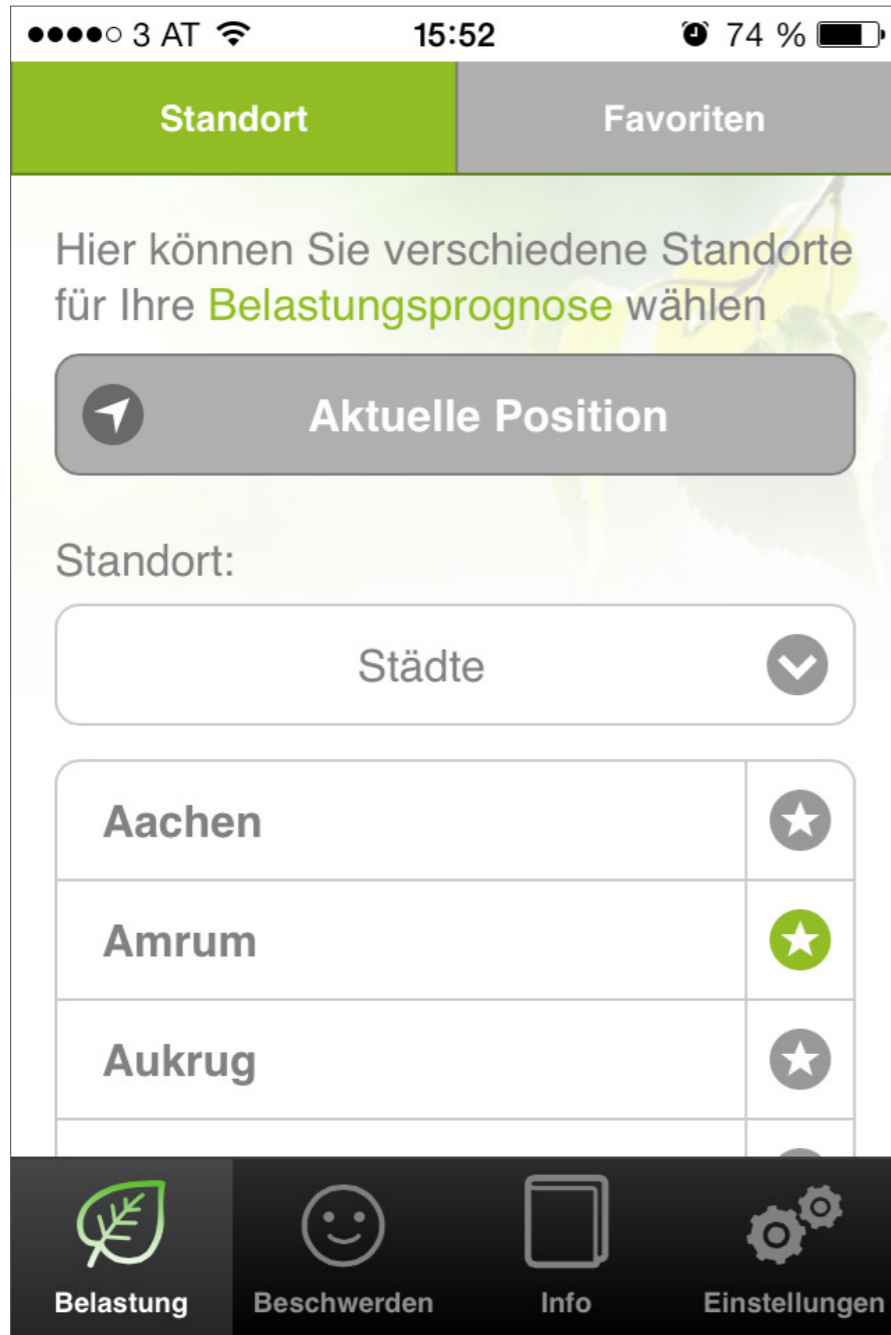 3 AT 15:52 74 %
Standort Favoriten
Hier können Sie verschiedene Standorte
für Ihre Belastungsprognose wählen
Aktuelle Position
Standort:
Städte
Aachen
Amrum
Aukrug
Belastung Beschwerden Info Einstellungen